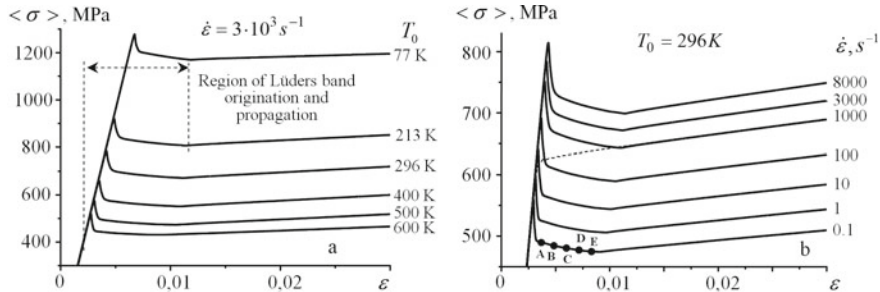 < σ >, MPa
ε̇ = 3·10³ s⁻¹
T₀
1200
1000
800
600
400
77 K
213 K
296 K
400 K
500 K
600 K
Region of Lüders band
origination and
propagation
a
0
0,01
0,02
ε
< σ >, MPa
T₀ = 296K
ε̇, s⁻¹
800
700
600
500
8000
3000
1000
100
10
1
0.1
A
B
C
D
E
b
0
0,01
0,02
ε